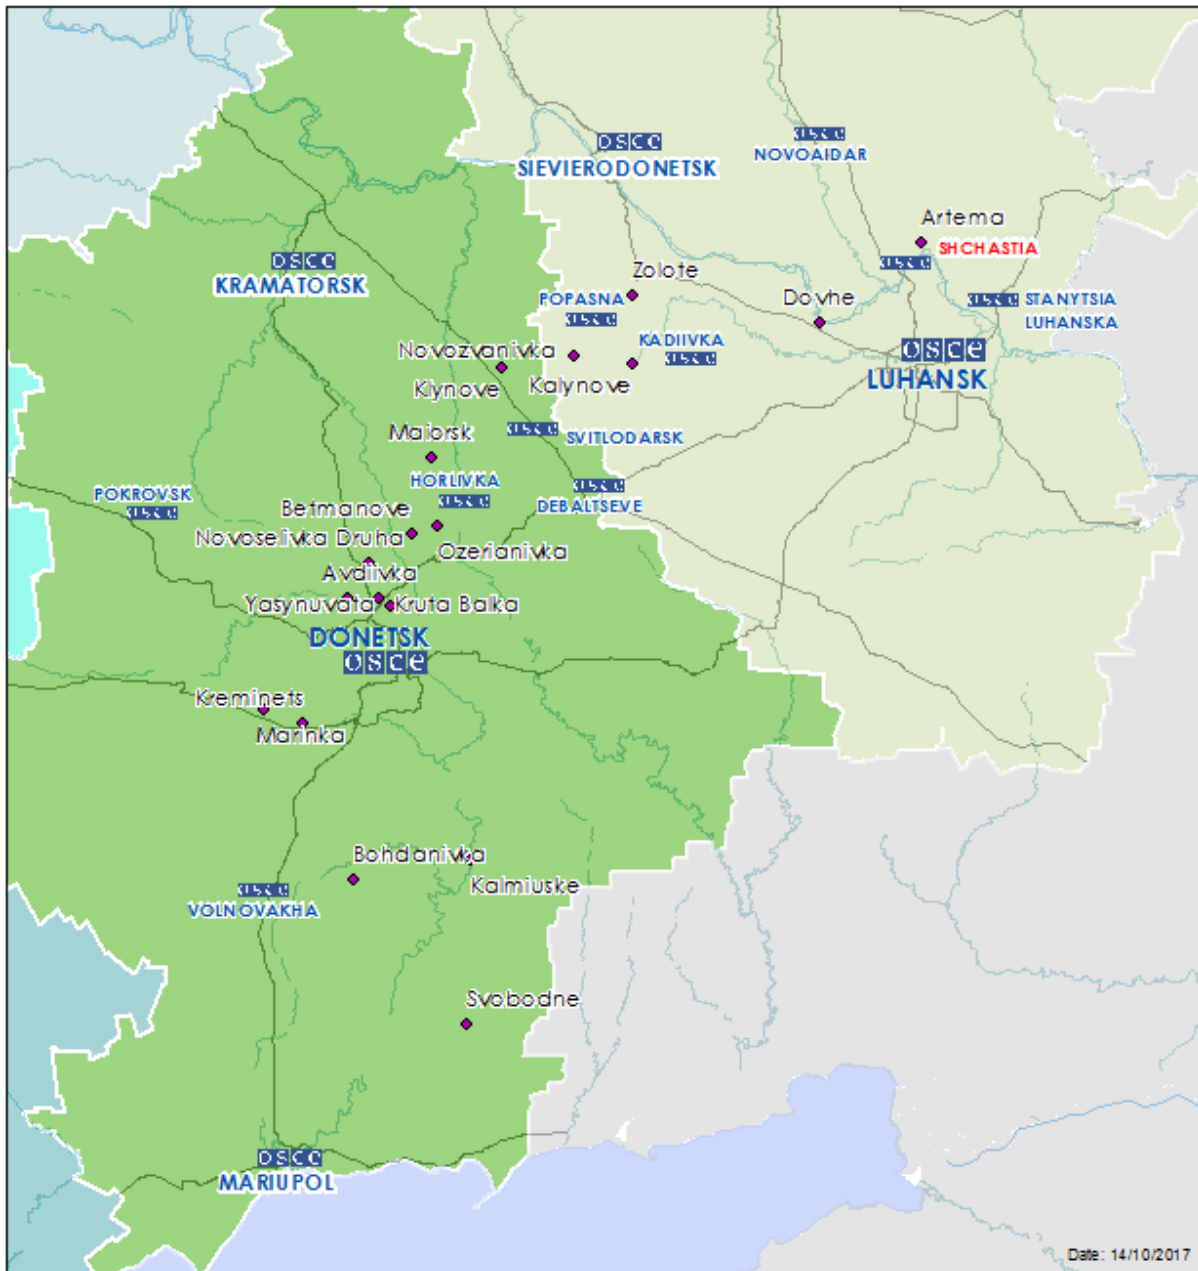 OSCE
SIEVIERODONETSK
OSCE
NOVOAIDAR
Artema
SHCHASTIA
OSCE
OSCE
KRAMATORSK
Zolote
POPASNA
OSCE
Dovhe
OSCE
STANYTSIA
LUHANSKA
KADIIVKA
OSCE
OSCE
LUHANSK
Novozvanivka
Klynove
Kalynove
Maiorsk
OSCE
SVITLODARSK
HORLIVKA
OSCE
OSCE
DEBALTSEVE
POKROVSK
OSCE
Betmanove
Novoselivka Druha
Ozerianivka
Avdiivka
Yasynuvata
Kruta Balka
DONETSK
OSCE
Kreminets
Marinka
Bohdanivka
Kalmiuske
OSCE
VOLNOVAKHA
Svobodne
OSCE
MARIUPOL
Date: 14/10/2017